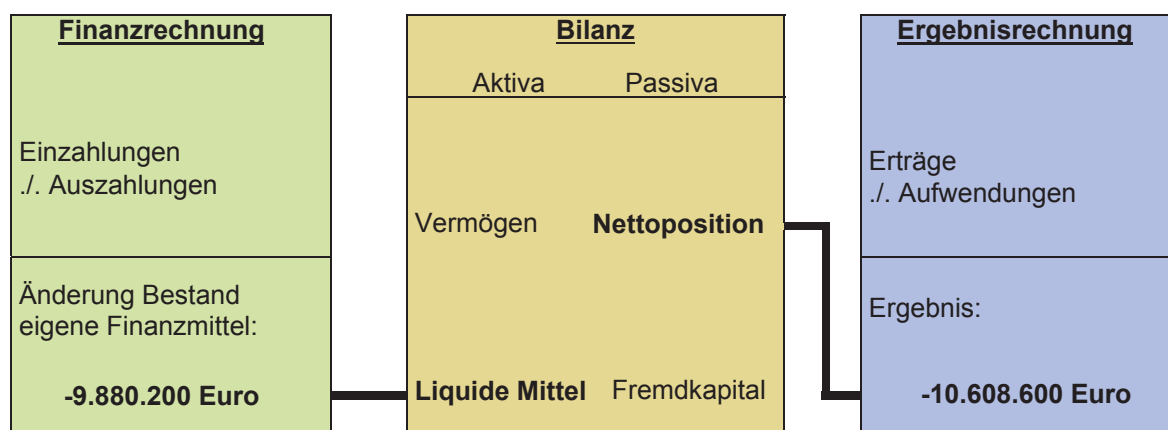 Finanzrechnung
Einzahlungen
./. Auszahlungen
Änderung Bestand
eigene Finanzmittel:
-9.880.200 Euro
Bilanz
Aktiva Passiva
Vermögen Nettoposition
Liquide Mittel Fremdkapital
Ergebnisrechnung
Erträge
./. Aufwendungen
Ergebnis:
-10.608.600 Euro